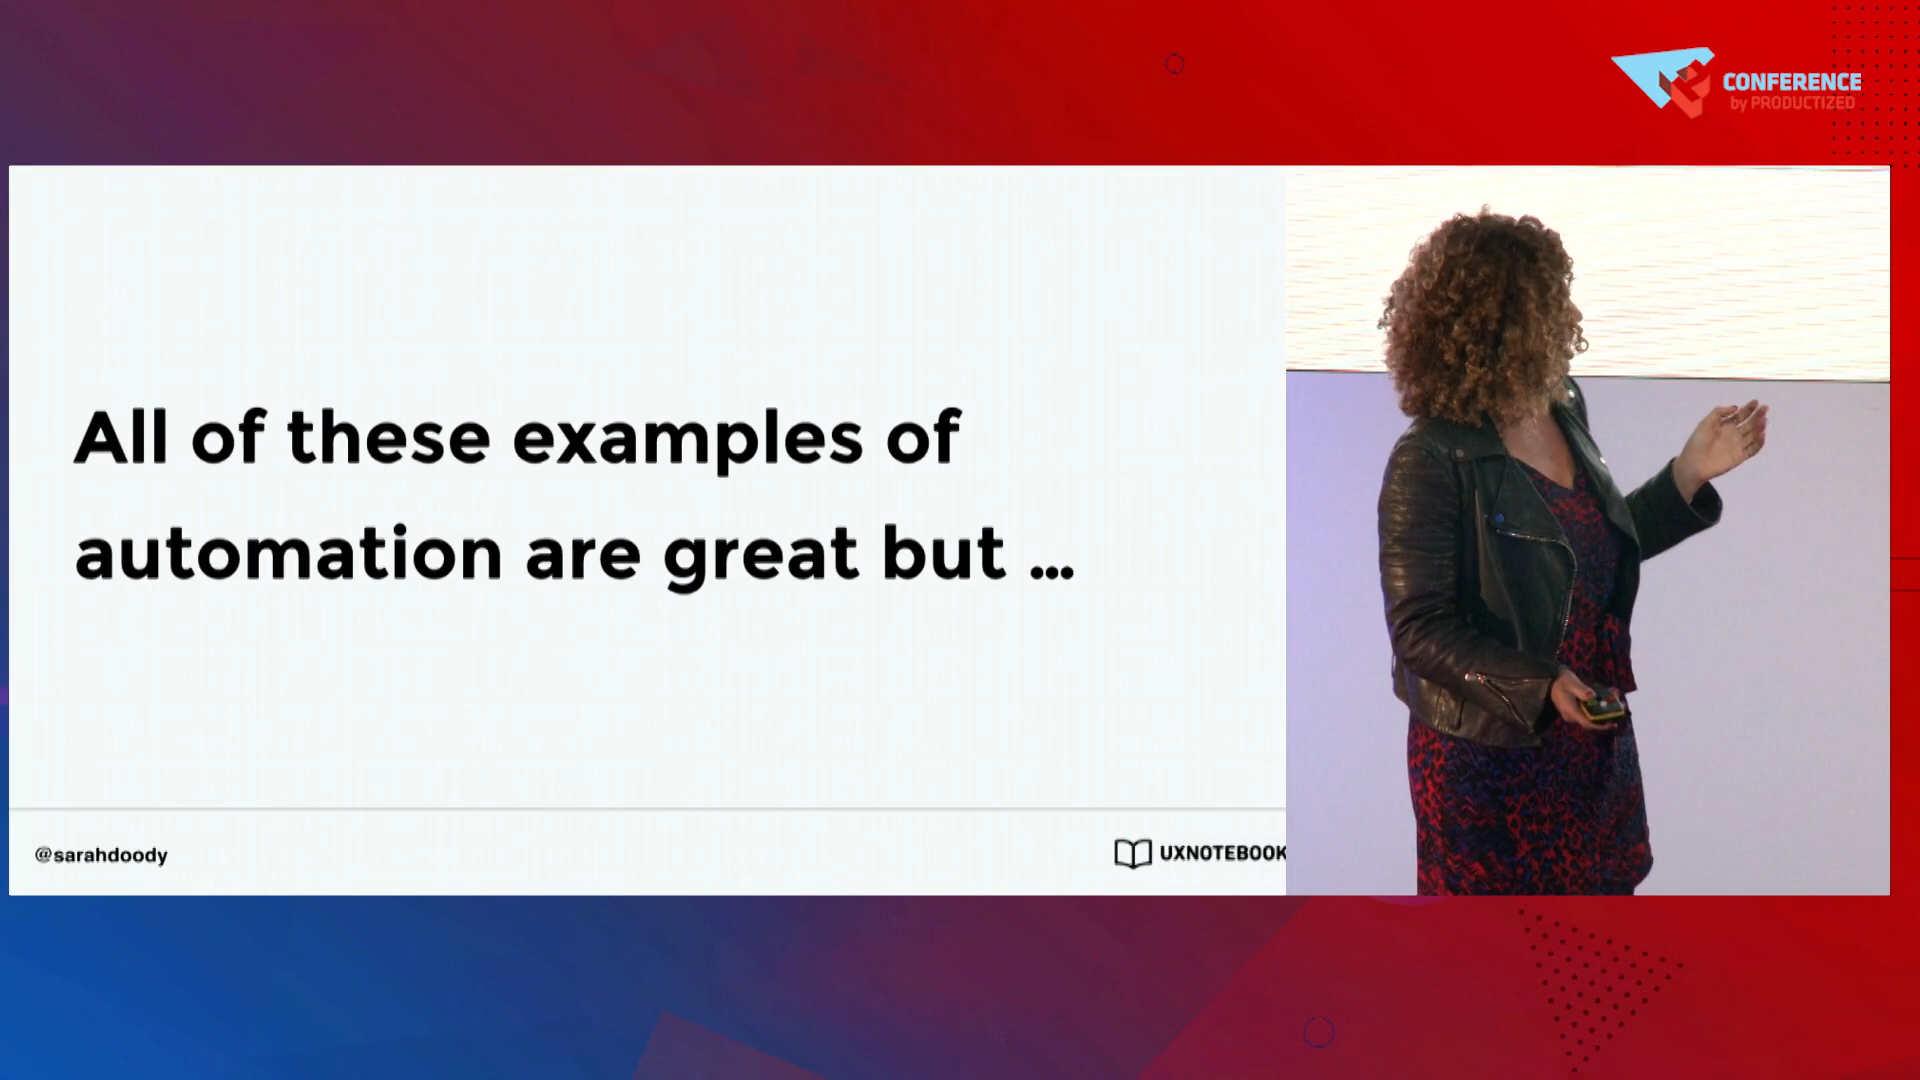 CONFERENCE
by PRODUCTIZED
All of these examples of
automation are great but ...
@sarahdoody
UXNOTEBOOK